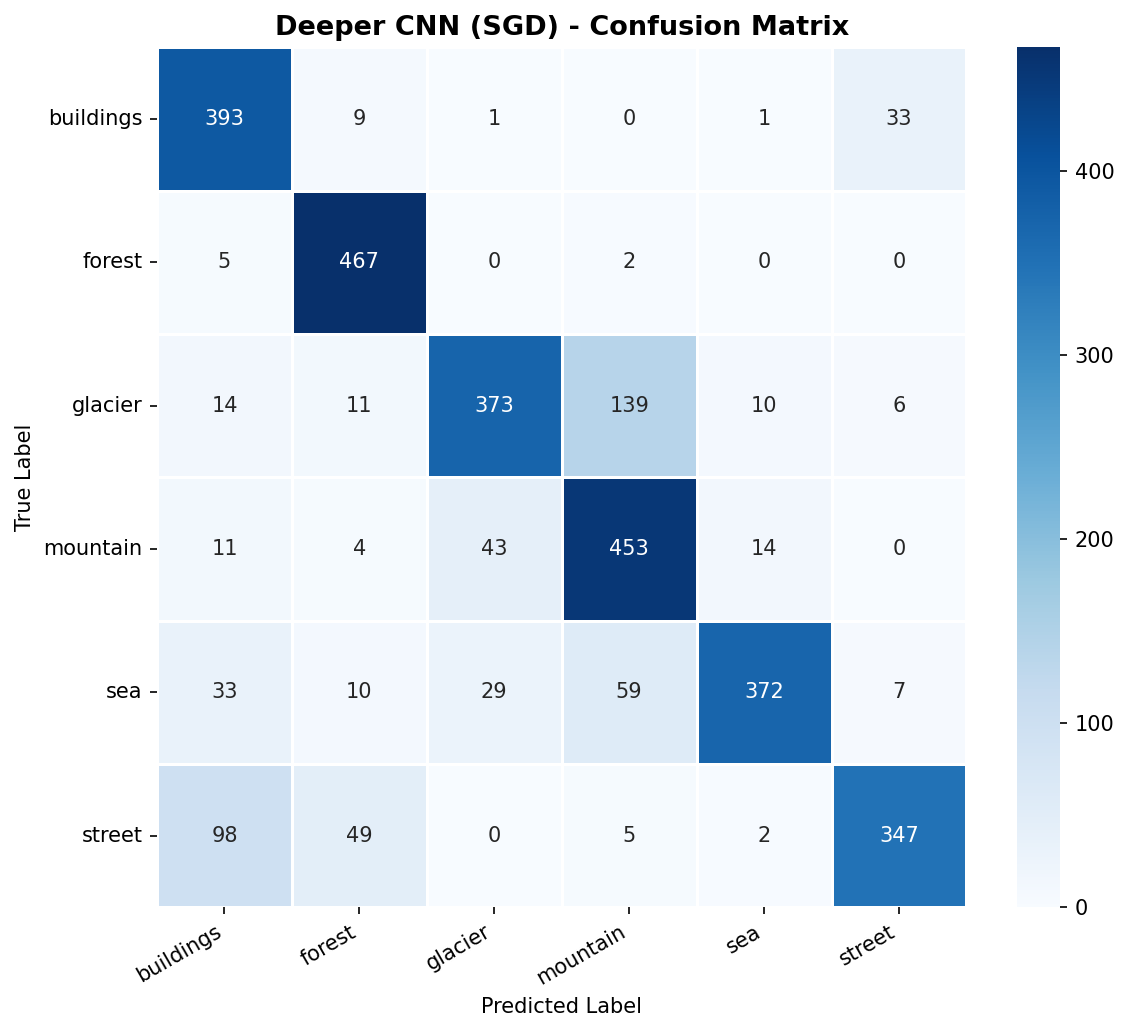 Deeper CNN (SGD) - Confusion Matrix
buildings 393 9 1 0 1 33
forest 5 467 0 2 0 0
glacier 14 11 373 139 10 6
mountain 11 4 43 453 14 0
sea 33 10 29 59 372 7
street 98 49 0 5 2 347
buildings forest glacier mountain sea street
Predicted Label
True Label
400
300
200
100
0